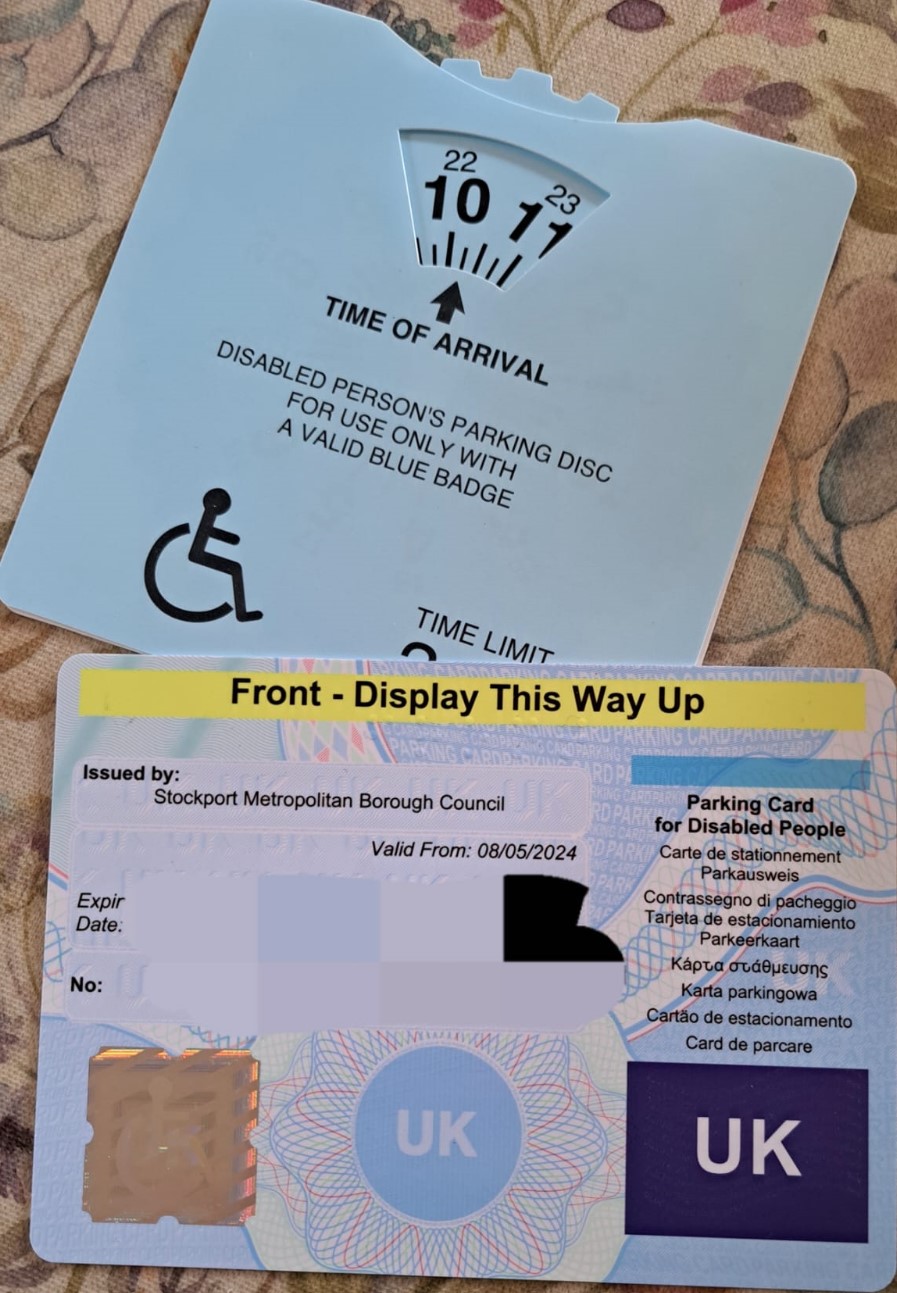 22 23
10 11
TIME OF ARRIVAL
DISABLED PERSON'S PARKING DISC
FOR USE ONLY WITH
A VALID BLUE BADGE
TIME LIMIT
Front - Display This Way Up
Issued by:
Stockport Metropolitan Borough Council
Valid From: 08/05/2024
Expir
Date:
No:
Parking Card
for Disabled People
Carte de stationnement
Parkausweis
Contrassegno di pacheggio
Tarjeta de estacionamiento
Parkeerkaart
Κάρτα στάθμευσης
Karta parkingowa
Cartão de estacionamento
Card de parcare
UK
UK